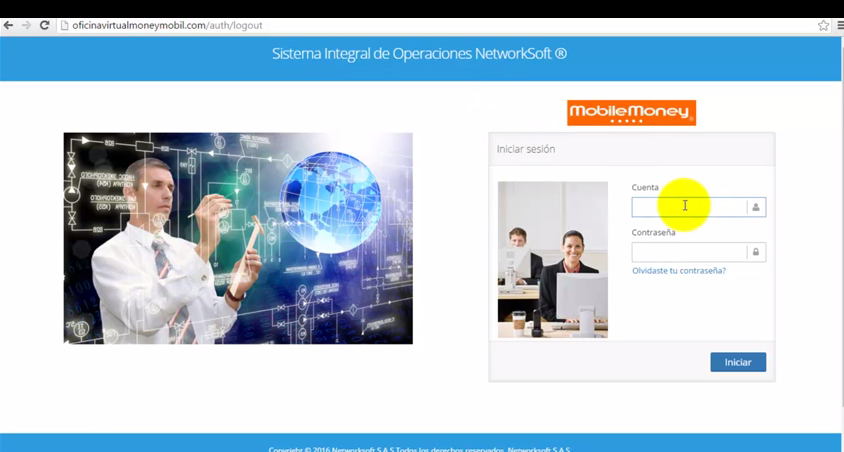 oficinavirtualmoneymobil.com/auth/logout
Sistema Integral de Operaciones NetworkSoft ®
MobileMoney®
Iniciar sesión
Cuenta
Contraseña
Olvidaste tu contraseña?
Iniciar
Copyright © 2016 Networksoft S.A.S Todos los derechos reservados. Networksoft S.A.S